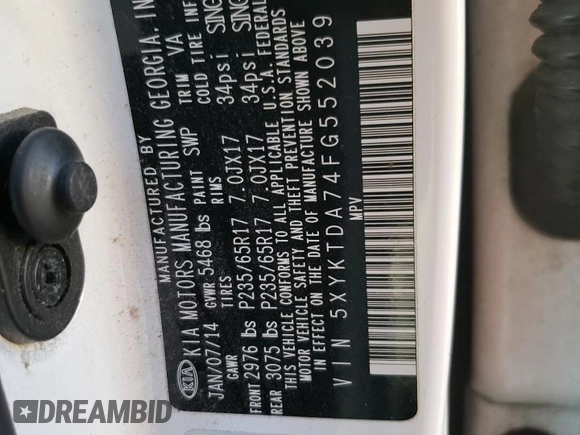 MANUFACTURED BY
KIA KIA MOTORS MANUFACTURING GEORGIA, IN
JAN/07/14 GVWR 5468 lbs PAINT SWP TRIM VA
GAWR TIRES RIMS COLD TIRE INF
FRONT 2976 lbs P235/65R17 7.0JX17 34psi SING
REAR 3075 lbs P235/65R17 7.0JX17 34psi SING
THIS VEHICLE CONFORMS TO ALL APPLICABLE U.S.A. FEDERAL
MOTOR VEHICLE SAFETY AND THEFT PREVENTION STANDARDS
IN EFFECT ON THE DATE OF MANUFACTURE SHOWN ABOVE
VIN 5XYKTDA74FG552039
MPV
DREAMBID